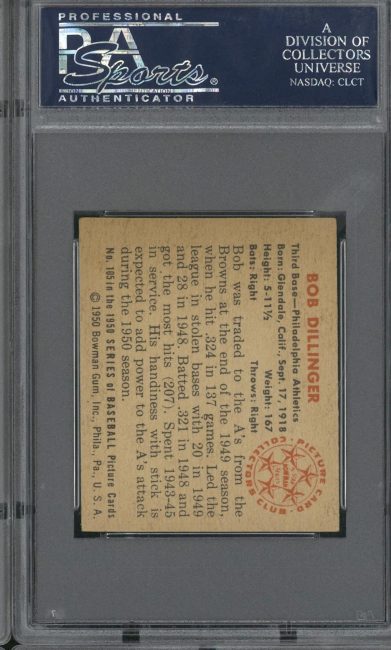 PROFESSIONAL
PSA
Sports ®
AUTHENTICATOR
A
DIVISION OF
COLLECTORS
UNIVERSE
NASDAQ: CLCT
BOB DILLINGER
Third Base—Philadelphia Athletics
Born: Glendale, Calif., Sept. 17, 1918
Height: 5-11½ Weight: 167
Bats: Right Throws: Right
PICTURE CARD
COLLECTORS CLUB
Bob was traded to the A's from the
Browns at the end of the 1949 season,
when he hit .324 in 137 games. Led the
league in stolen bases with 20 in 1949
and 28 in 1948. Batted .321 in 1948 and
got the most hits (207). Spent 1943-45
in service. His handiness with stick is
expected to add power to the A's attack
during the 1950 season.
No. 105 in the 1950 SERIES of BASEBALL Picture Cards
© 1950 Bowman Gum, Inc., Phila., Pa., U. S. A.